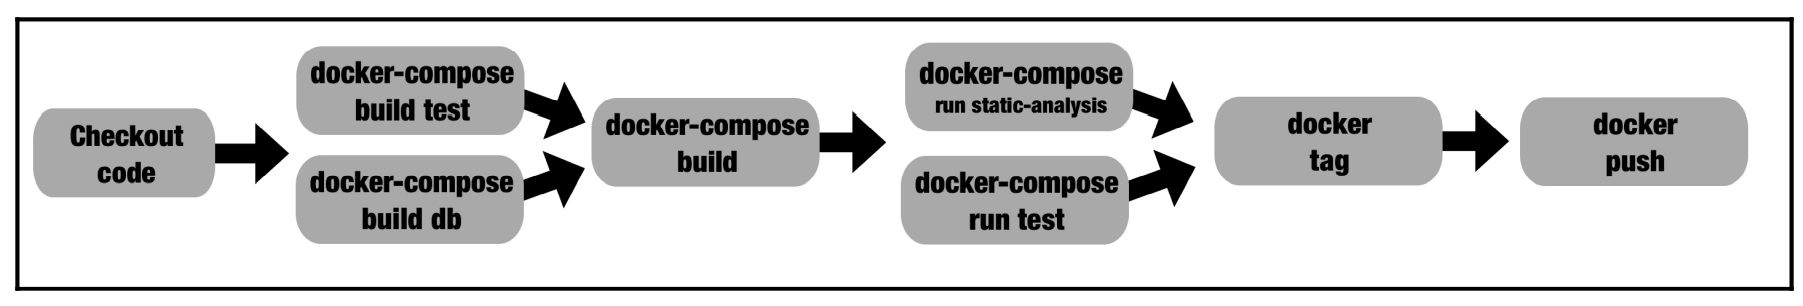 Checkout
code
docker-compose
build test
docker-compose
build db
docker-compose
build
docker-compose
run static-analysis
docker-compose
run test
docker
tag
docker
push